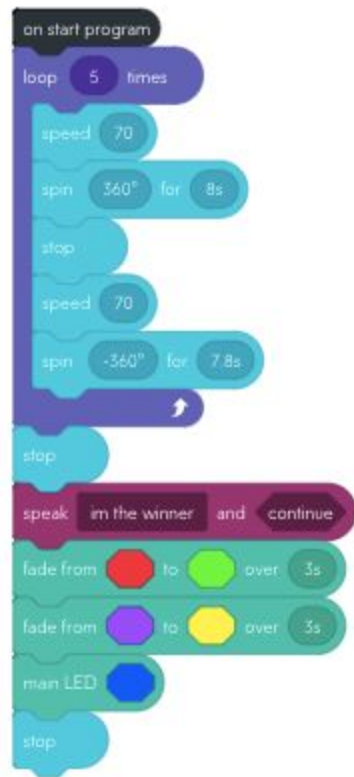 on start program
loop 5 times
speed 70
spin 360° for 8s
stop
speed 70
spin -360° for 7.8s
stop
speak im the winner and continue
fade from to over 3s
fade from to over 3s
main LED
stop